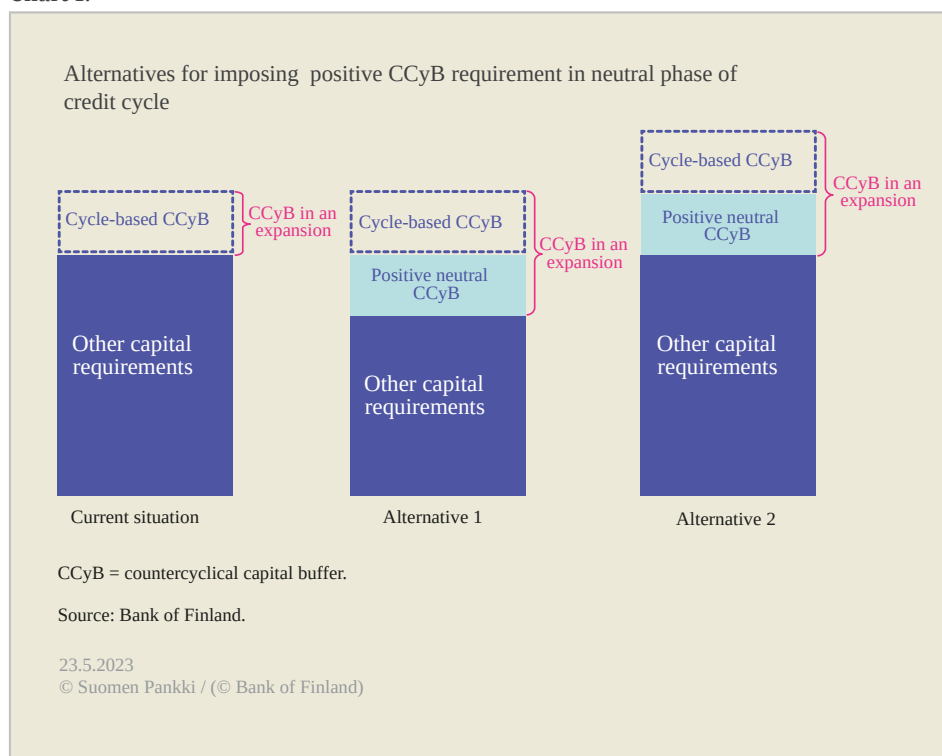 Alternatives for imposing positive CCyB requirement in neutral phase of
credit cycle
Cycle-based CCyB
CCyB in an
expansion
Other capital
requirements
Current situation
Cycle-based CCyB
Positive neutral
CCyB
CCyB in an
expansion
Other capital
requirements
Alternative 1
Cycle-based CCyB
Positive neutral
CCyB
CCyB in an
expansion
Other capital
requirements
Alternative 2
CCyB = countercyclical capital buffer.
Source: Bank of Finland.
23.5.2023
© Suomen Pankki / (© Bank of Finland)